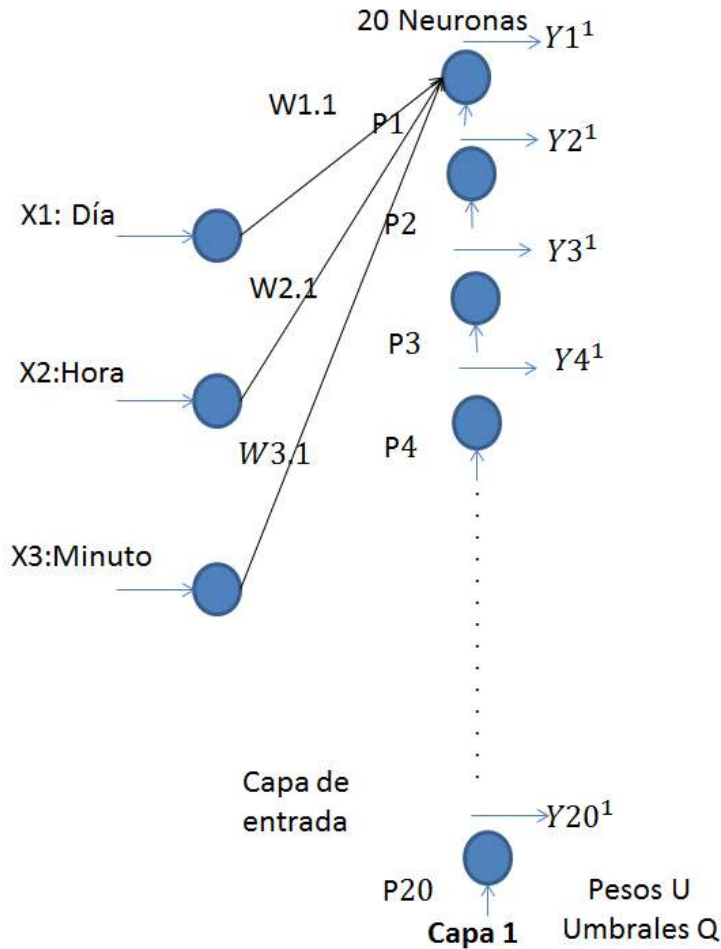 20 Neuronas
Y1¹
W1.1
P1
Y2¹
X1: Día
P2
Y3¹
W2.1
P3
Y4¹
X2:Hora
W3.1
P4
X3:Minuto
Capa de
entrada
Y20¹
P20
Pesos U
Capa 1
Umbrales Q